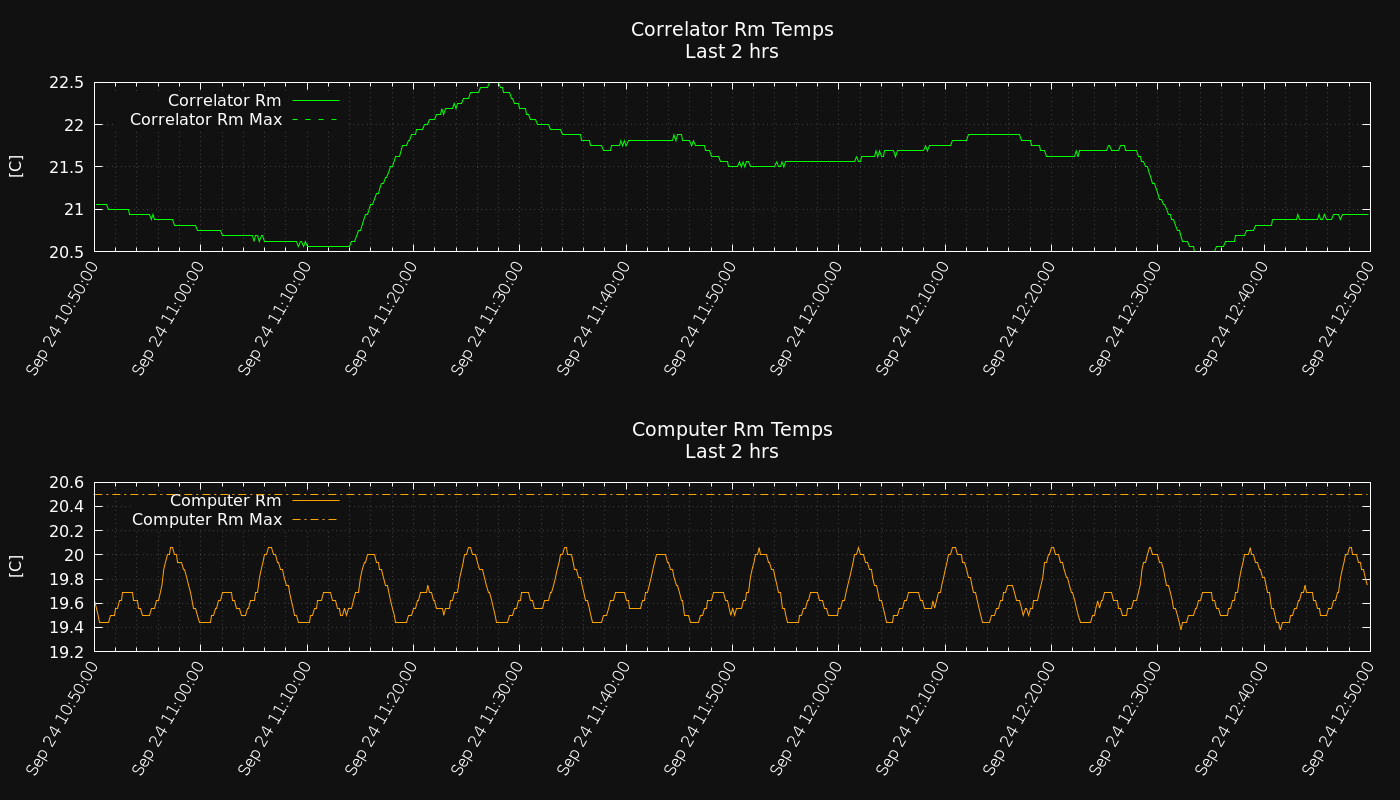 Correlator Rm Temps
Last 2 hrs
22.5
22
21.5
21
20.5
[C]
Correlator Rm
Correlator Rm Max
Sep 24 10:50:00
Sep 24 11:00:00
Sep 24 11:10:00
Sep 24 11:20:00
Sep 24 11:30:00
Sep 24 11:40:00
Sep 24 11:50:00
Sep 24 12:00:00
Sep 24 12:10:00
Sep 24 12:20:00
Sep 24 12:30:00
Sep 24 12:40:00
Sep 24 12:50:00
Computer Rm Temps
Last 2 hrs
20.6
20.4
20.2
20
19.8
19.6
19.4
19.2
[C]
Computer Rm
Computer Rm Max
Sep 24 10:50:00
Sep 24 11:00:00
Sep 24 11:10:00
Sep 24 11:20:00
Sep 24 11:30:00
Sep 24 11:40:00
Sep 24 11:50:00
Sep 24 12:00:00
Sep 24 12:10:00
Sep 24 12:20:00
Sep 24 12:30:00
Sep 24 12:40:00
Sep 24 12:50:00